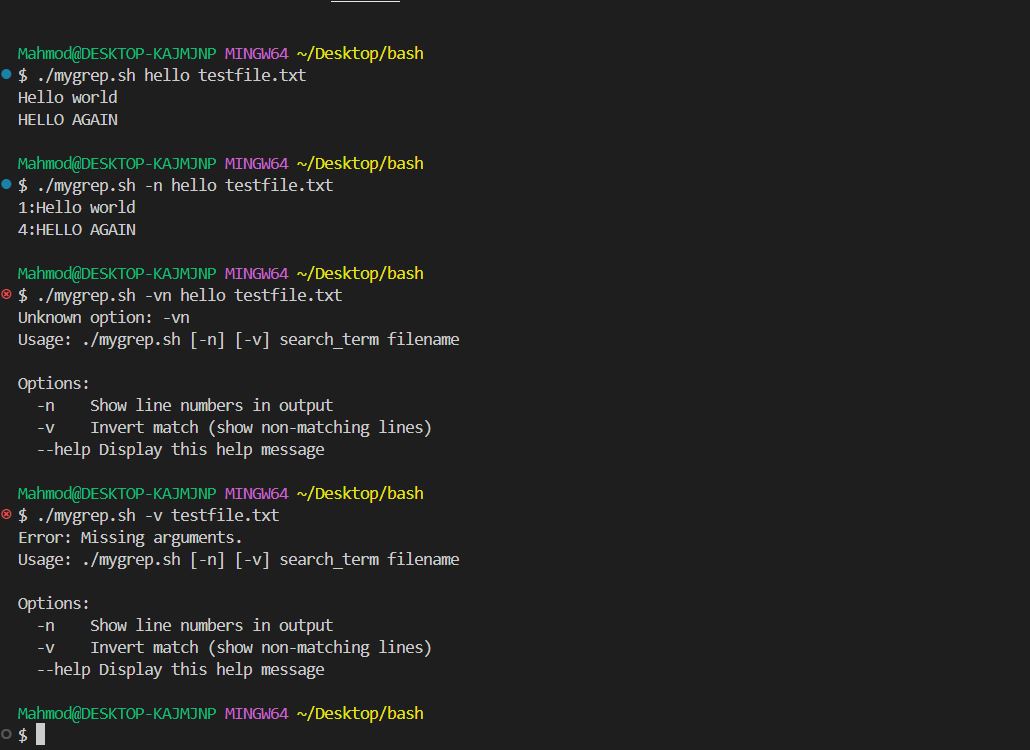 Mahmod@DESKTOP-KAJMJNP MINGW64 ~/Desktop/bash
$ ./mygrep.sh hello testfile.txt
Hello world
HELLO AGAIN
Mahmod@DESKTOP-KAJMJNP MINGW64 ~/Desktop/bash
$ ./mygrep.sh -n hello testfile.txt
1:Hello world
4:HELLO AGAIN
Mahmod@DESKTOP-KAJMJNP MINGW64 ~/Desktop/bash
$ ./mygrep.sh -vn hello testfile.txt
Unknown option: -vn
Usage: ./mygrep.sh [-n] [-v] search_term filename
Options:
  -n    Show line numbers in output
  -v    Invert match (show non-matching lines)
  --help Display this help message
Mahmod@DESKTOP-KAJMJNP MINGW64 ~/Desktop/bash
$ ./mygrep.sh -v testfile.txt
Error: Missing arguments.
Usage: ./mygrep.sh [-n] [-v] search_term filename
Options:
  -n    Show line numbers in output
  -v    Invert match (show non-matching lines)
  --help Display this help message
Mahmod@DESKTOP-KAJMJNP MINGW64 ~/Desktop/bash
$